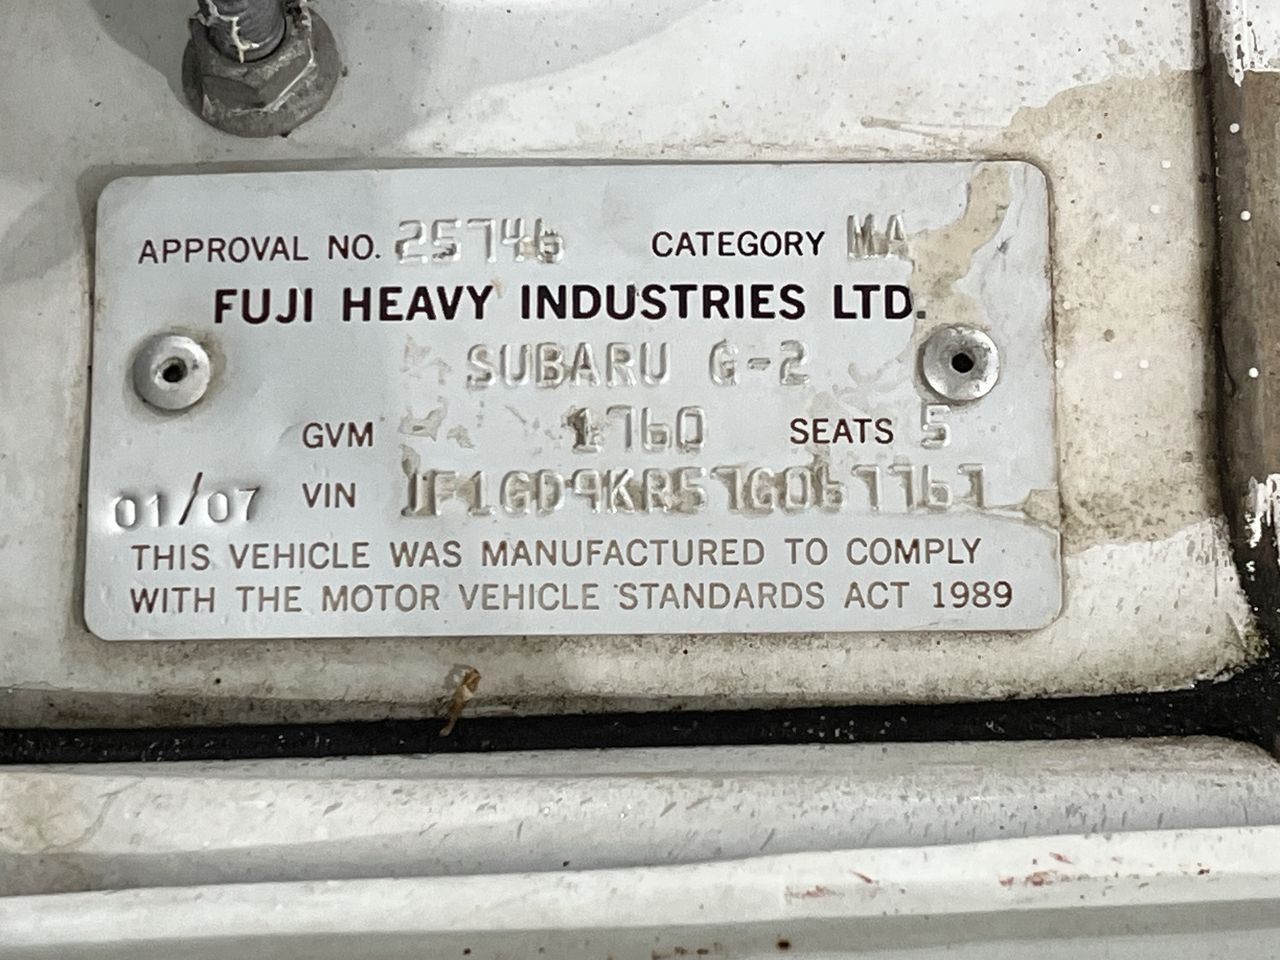 APPROVAL NO. 25746 CATEGORY MA
FUJI HEAVY INDUSTRIES LTD.
SUBARU G-2
GVM 1760 SEATS 5
01/07 VIN JF1GD9KR57G067767
THIS VEHICLE WAS MANUFACTURED TO COMPLY
WITH THE MOTOR VEHICLE STANDARDS ACT 1989